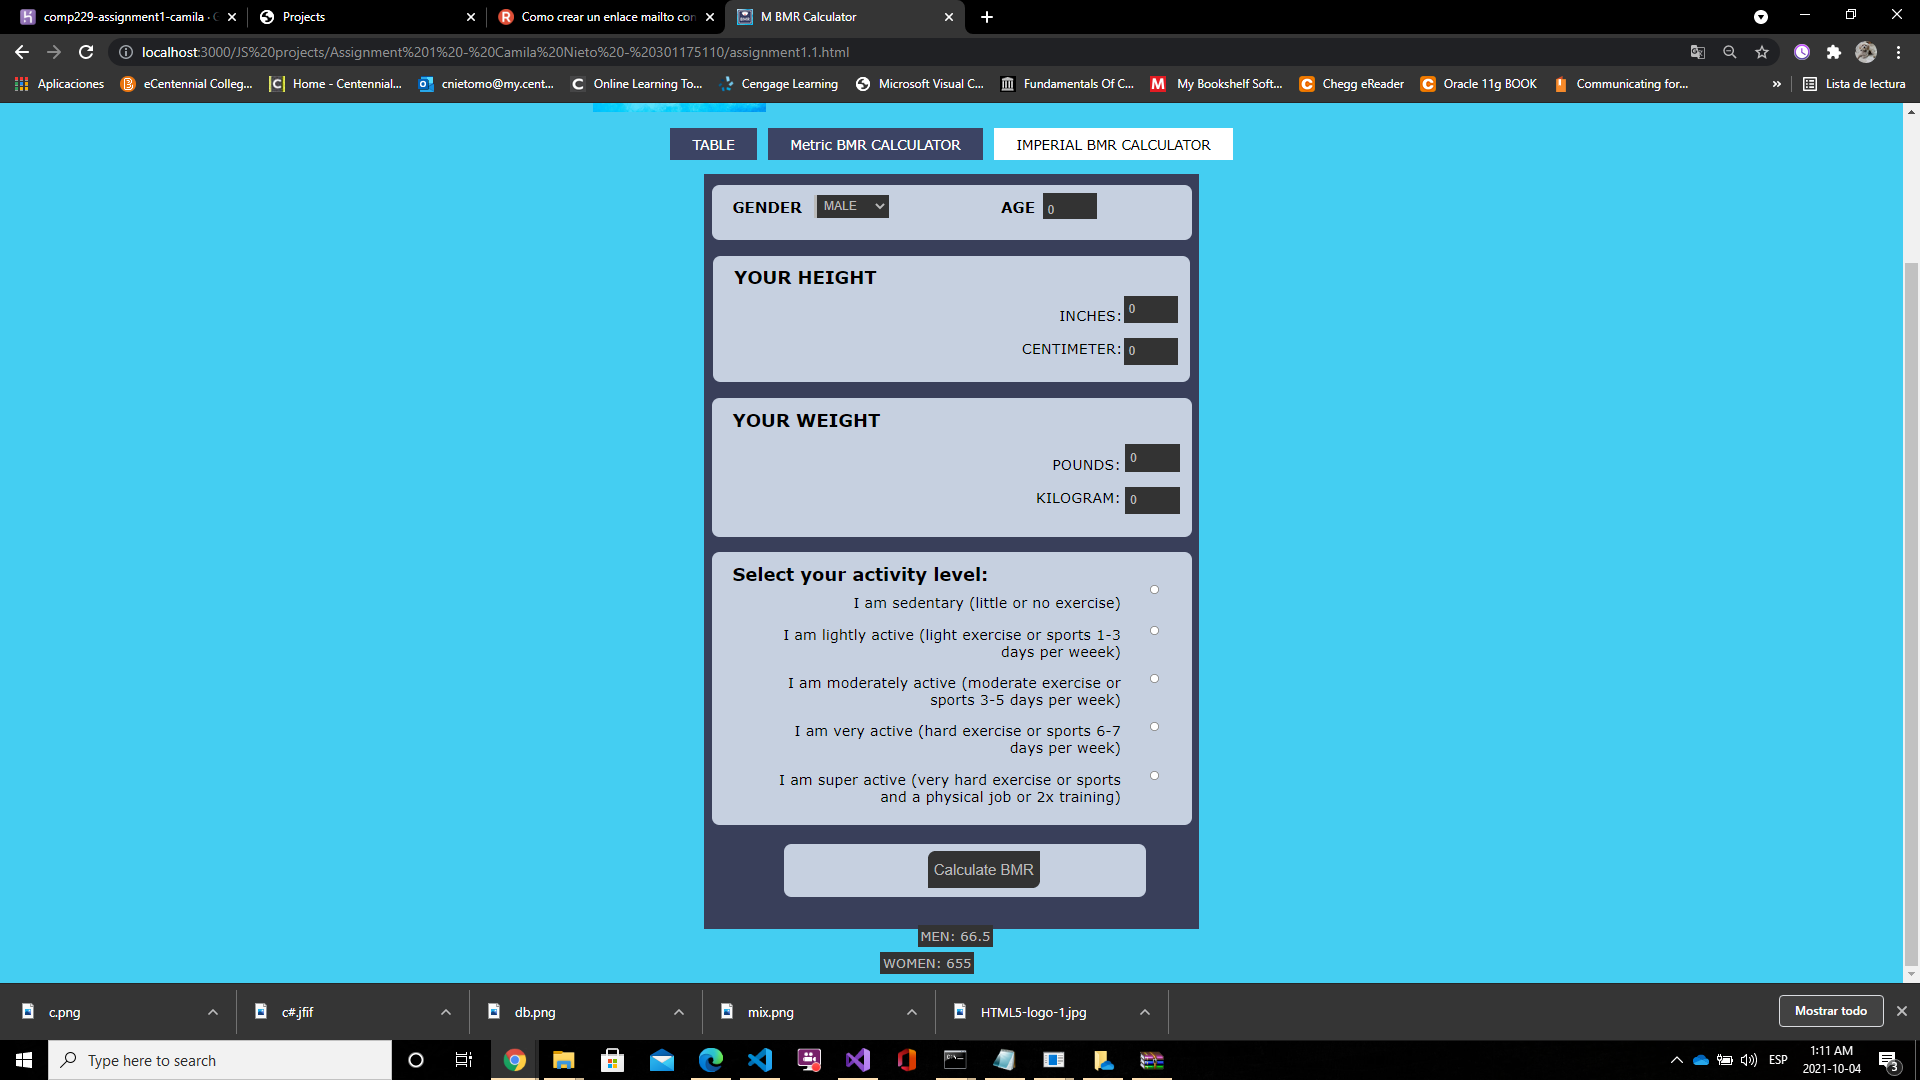 comp229-assignment1-camila · G
Projects
Como crear un enlace mailto con
M BMR Calculator
localhost:3000/JS%20projects/Assignment%201%20-%20Camila%20Nieto%20-%20301175110/assignment1.1.html
Aplicaciones
eCentennial Colleg...
Home - Centennial...
cnietomo@my.cent...
Online Learning To...
Cengage Learning
Microsoft Visual C...
Fundamentals Of C...
My Bookshelf Soft...
Chegg eReader
Oracle 11g BOOK
Communicating for...
»
Lista de lectura
TABLE
Metric BMR CALCULATOR
IMPERIAL BMR CALCULATOR
GENDER MALE AGE 0
YOUR HEIGHT
INCHES: 0
CENTIMETER: 0
YOUR WEIGHT
POUNDS: 0
KILOGRAM: 0
Select your activity level:
I am sedentary (little or no exercise)
I am lightly active (light exercise or sports 1-3
days per weeek)
I am moderately active (moderate exercise or
sports 3-5 days per week)
I am very active (hard exercise or sports 6-7
days per week)
I am super active (very hard exercise or sports
and a physical job or 2x training)
Calculate BMR
MEN: 66.5
WOMEN: 655
c.png
c#.jfif
db.png
mix.png
HTML5-logo-1.jpg
Mostrar todo
Type here to search
ESP
1:11 AM
2021-10-04
3